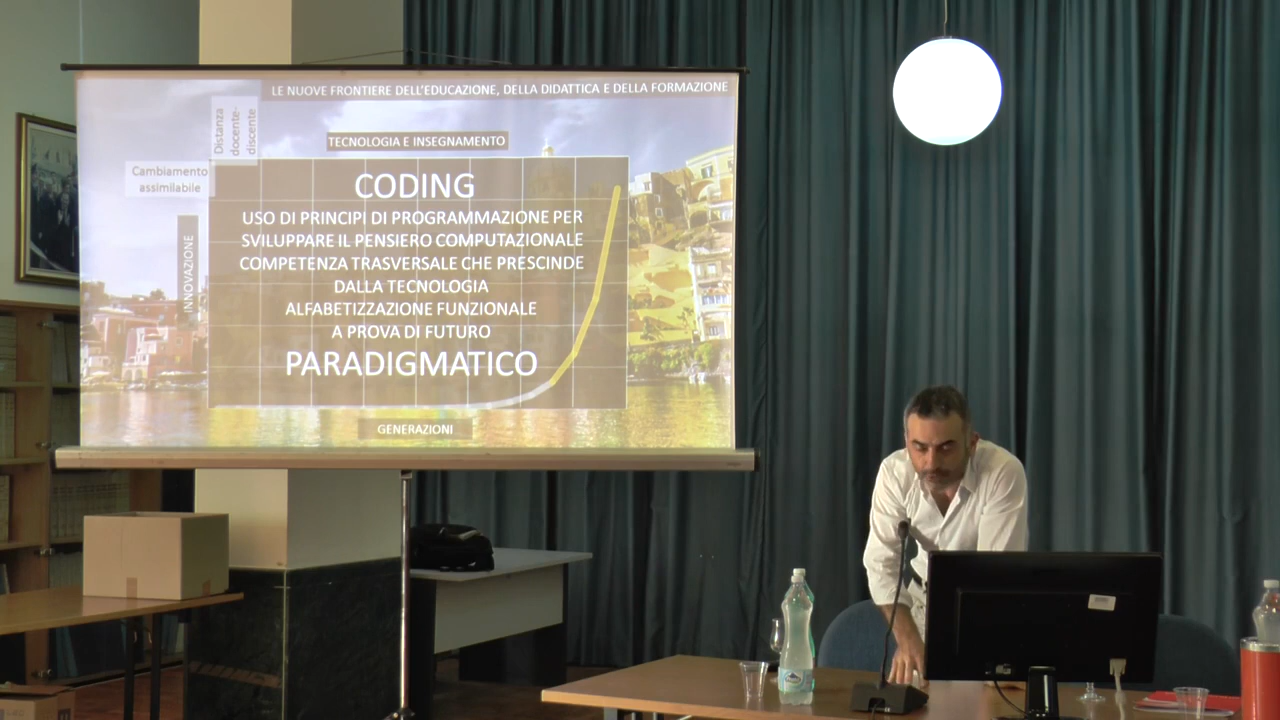 LE NUOVE FRONTIERE DELL'EDUCAZIONE, DELLA DIDATTICA E DELLA FORMAZIONE
Distanza
docente-
discente
TECNOLOGIA E INSEGNAMENTO
Cambiamento
assimilabile
CODING
USO DI PRINCIPI DI PROGRAMMAZIONE PER
SVILUPPARE IL PENSIERO COMPUTAZIONALE
COMPETENZA TRASVERSALE CHE PRESCINDE
DALLA TECNOLOGIA
ALFABETIZZAZIONE FUNZIONALE
A PROVA DI FUTURO
PARADIGMATICO
INNOVAZIONE
GENERAZIONI